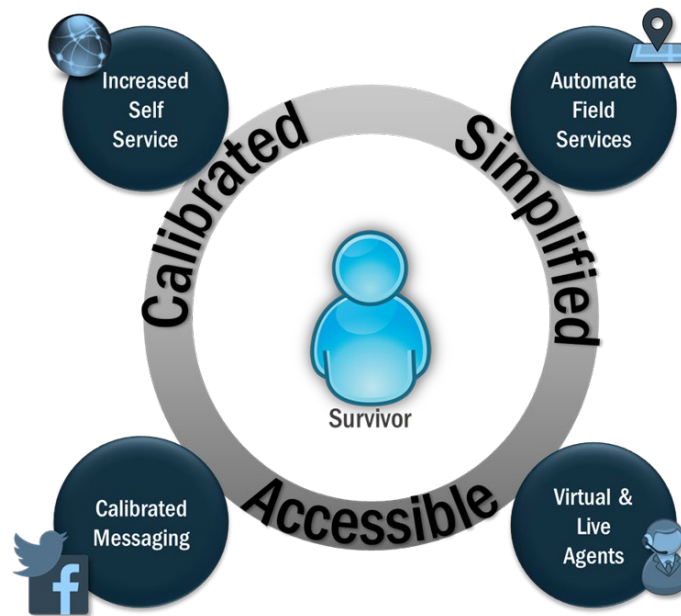 Increased
Self
Service
Automate
Field
Services
Calibrated
Simplified
Survivor
Accessible
Calibrated
Messaging
Virtual &
Live
Agents